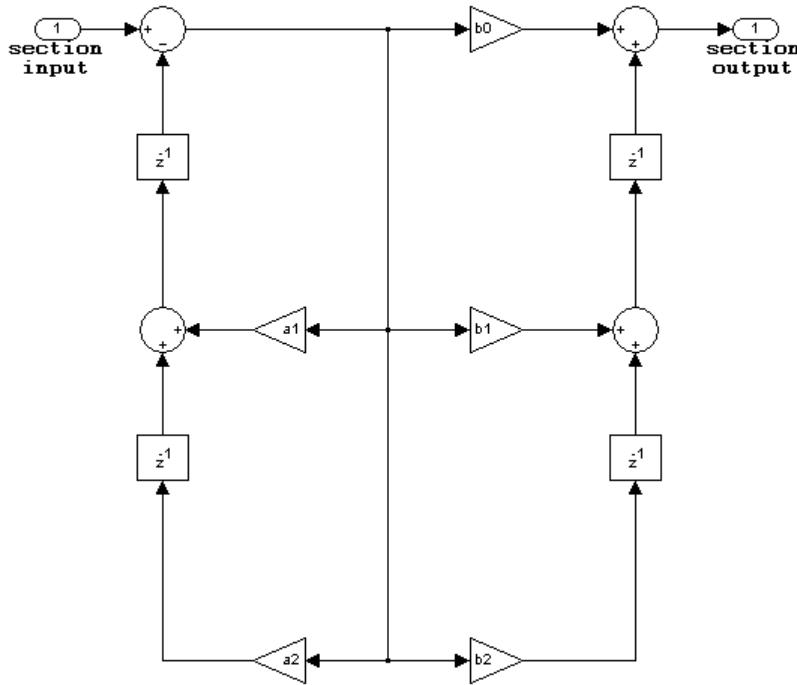 1
section
input
+
−
b0
+
+
1
section
output
z-1
z-1
+
+
a1
b1
+
+
z-1
z-1
a2
b2